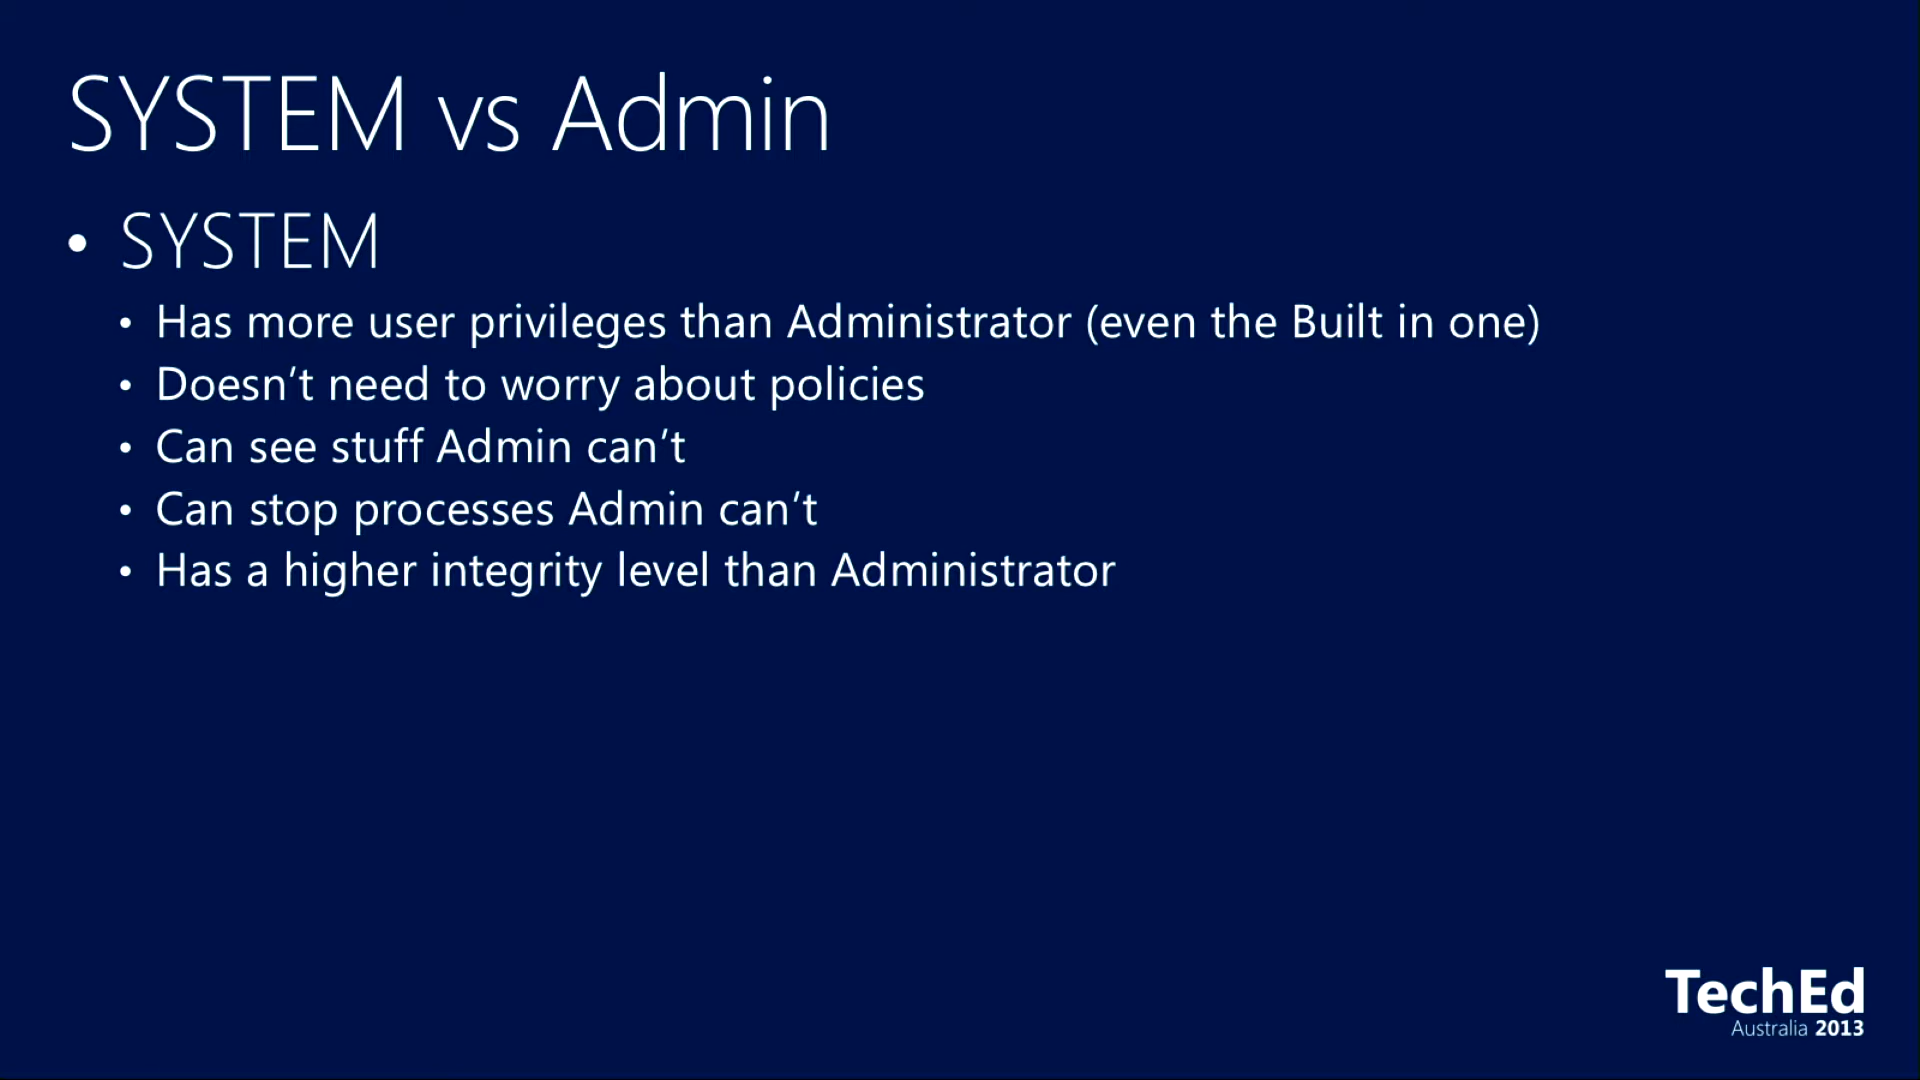 SYSTEM vs Admin
• SYSTEM
• Has more user privileges than Administrator (even the Built in one)
• Doesn’t need to worry about policies
• Can see stuff Admin can’t
• Can stop processes Admin can’t
• Has a higher integrity level than Administrator
TechEd
Australia 2013